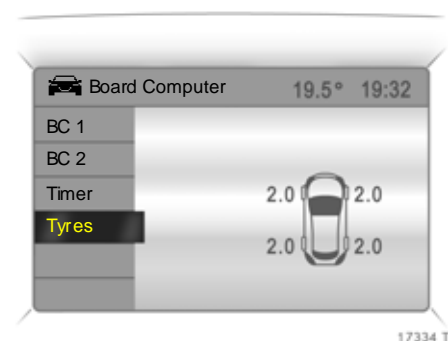 Board Computer 19.5° 19:32
BC 1
BC 2
Timer
Tyres
2.0 2.0
2.0 2.0
17334 T